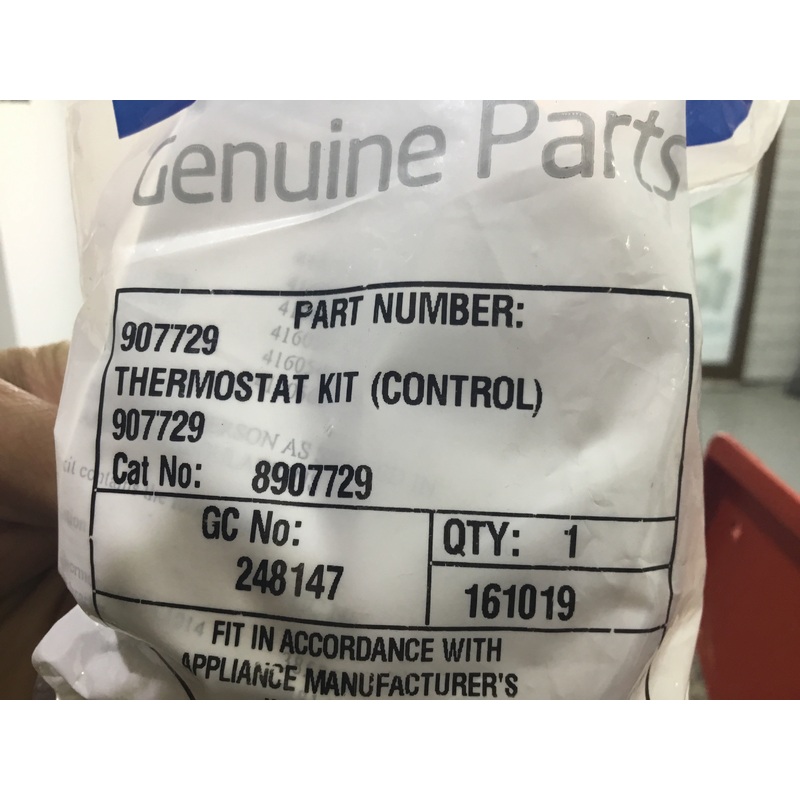 Genuine Parts
PART NUMBER:
907729
THERMOSTAT KIT (CONTROL)
907729
Cat No: 8907729
GC No:
248147
QTY: 1
161019
FIT IN ACCORDANCE WITH
APPLIANCE MANUFACTURER'S